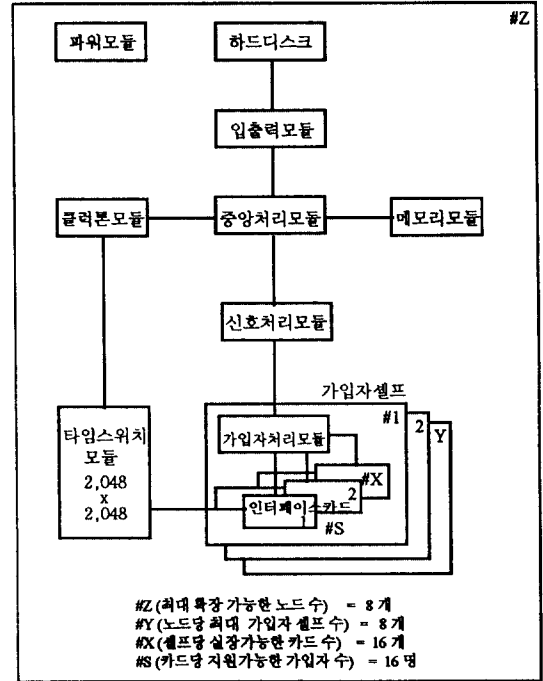 #Z
파워모듈
하드디스크
입출력모듈
클럭톤모듈
중앙처리모듈
메모리모듈
신호처리모듈
가입자셀프
#1
2
Y
타임스위치
모듈
2,048
x
2,048
가입자처리모듈
#X
2
인터페이스카드
1
#S
#Z (최대 확장 가능한 노드 수) = 8 개
#Y (노드당 최대 가입자 셀프 수) = 8 개
#X (셀프당 실장가능한 카드 수) = 16 개
#S (카드당 지원가능한 가입자 수) = 16 명